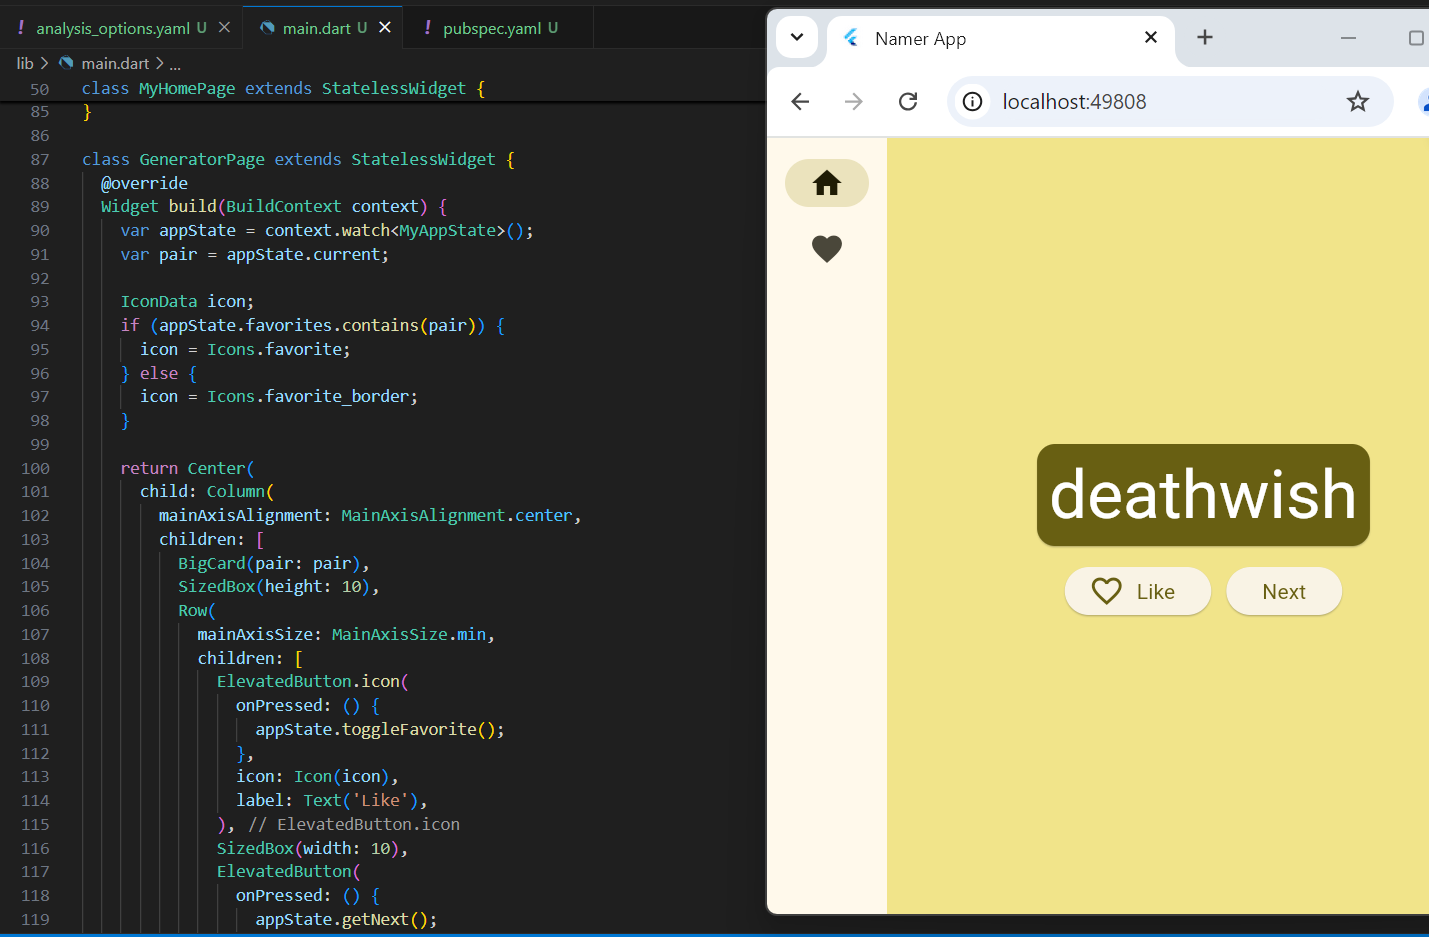 analysis_options.yaml U
main.dart U
pubspec.yaml U
lib > main.dart > ...
50 class MyHomePage extends StatelessWidget {
85 }
86
87 class GeneratorPage extends StatelessWidget {
88 @override
89 Widget build(BuildContext context) {
90 var appState = context.watch<MyAppState>();
91 var pair = appState.current;
92
93 IconData icon;
94 if (appState.favorites.contains(pair)) {
95 icon = Icons.favorite;
96 } else {
97 icon = Icons.favorite_border;
98 }
99
100 return Center(
101 child: Column(
102 mainAxisAlignment: MainAxisAlignment.center,
103 children: [
104 BigCard(pair: pair),
105 SizedBox(height: 10),
106 Row(
107 mainAxisSize: MainAxisSize.min,
108 children: [
109 ElevatedButton.icon(
110 onPressed: () {
111 appState.toggleFavorite();
112 },
113 icon: Icon(icon),
114 label: Text('Like'),
115 ), // ElevatedButton.icon
116 SizedBox(width: 10),
117 ElevatedButton(
118 onPressed: () {
119 appState.getNext();
Namer App
localhost:49808
deathwish
Like
Next